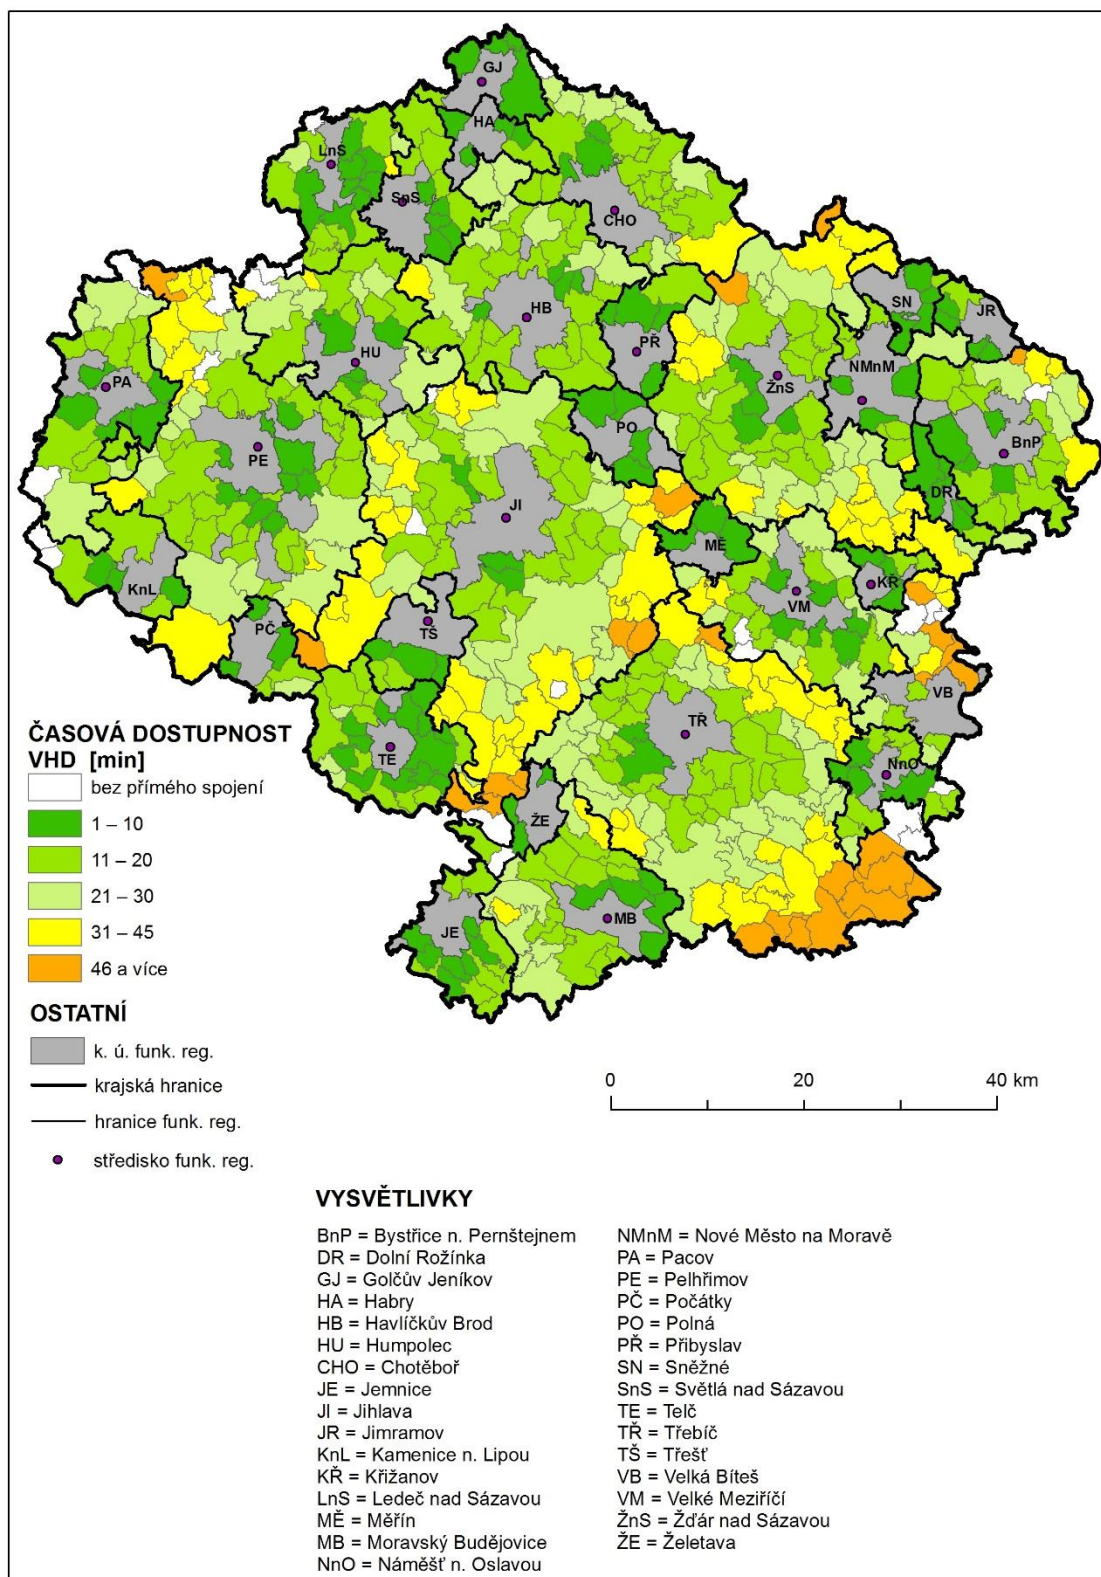 GJ
HA
LnS
SnS
CHO
HB
SN
JR
PŘ
HU
NMnM
PA
ŽnS
PO
BnP
PE
DR
JI
MĚ
KŘ
KnL
VM
PČ
TŠ
VB
TŘ
TE
NnO
ŽE
MB
JE
ČASOVÁ DOSTUPNOST
VHD [min]
bez přímého spojení
1 – 10
11 – 20
21 – 30
31 – 45
46 a více
OSTATNÍ
k. ú. funk. reg.
krajská hranice
hranice funk. reg.
středisko funk. reg.
0 20 40 km
VYSVĚTLIVKY
BnP = Bystřice n. Pernštejnem
DR = Dolní Rožínka
GJ = Golčův Jeníkov
HA = Habry
HB = Havlíčkův Brod
HU = Humpolec
CHO = Chotěboř
JE = Jemnice
JI = Jihlava
JR = Jimramov
KnL = Kamenice n. Lipou
KŘ = Křižanov
LnS = Ledeč nad Sázavou
MĚ = Měřín
MB = Moravský Budějovice
NnO = Náměšť n. Oslavou
NMnM = Nové Město na Moravě
PA = Pacov
PE = Pelhřimov
PČ = Počátky
PO = Polná
PŘ = Přibyslav
SN = Sněžné
SnS = Světlá nad Sázavou
TE = Telč
TŘ = Třebíč
TŠ = Třešť
VB = Velká Bíteš
VM = Velké Meziříčí
ŽnS = Žďár nad Sázavou
ŽE = Želetava